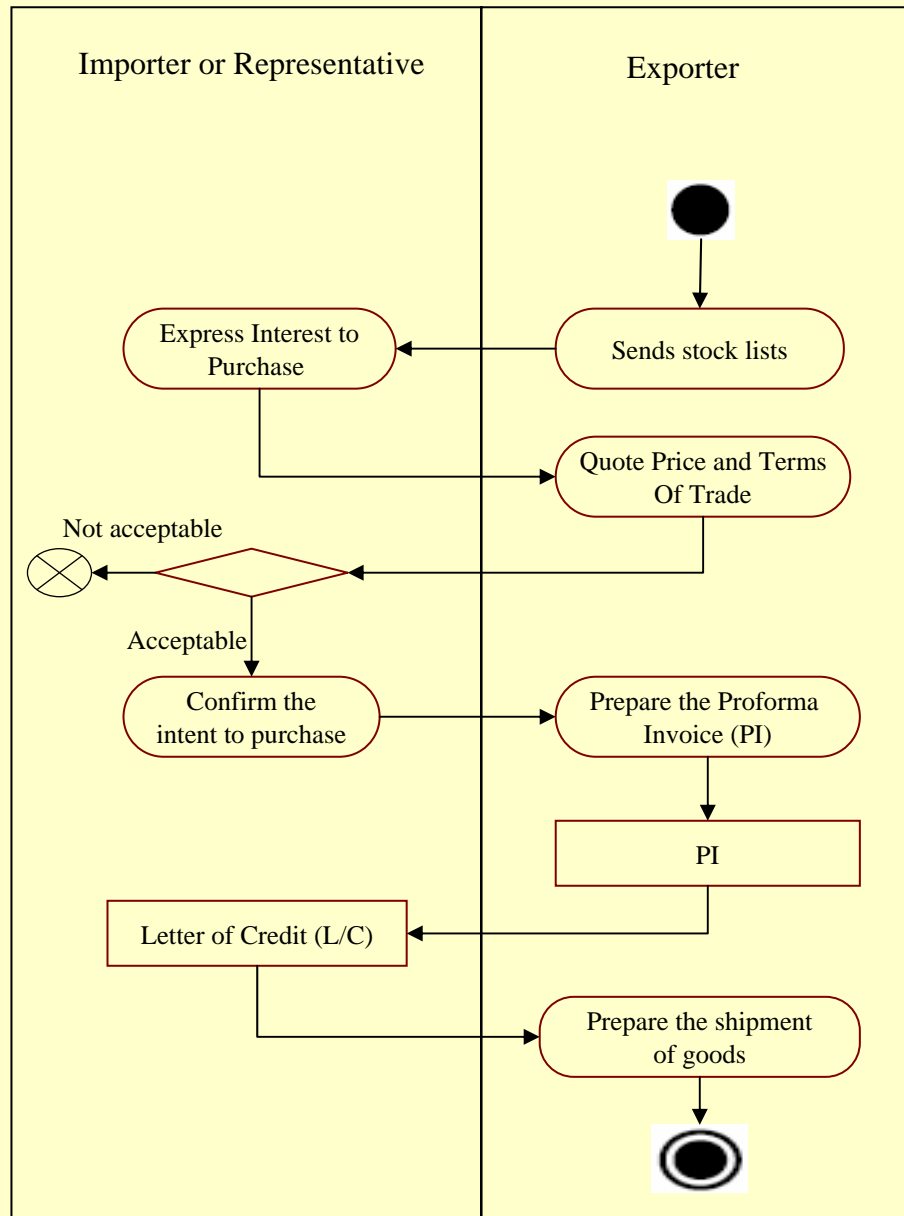 Importer or Representative
Exporter
Express Interest to
Purchase
Sends stock lists
Quote Price and Terms
Of Trade
Not acceptable
Acceptable
Confirm the
intent to purchase
Prepare the Proforma
Invoice (PI)
PI
Letter of Credit (L/C)
Prepare the shipment
of goods